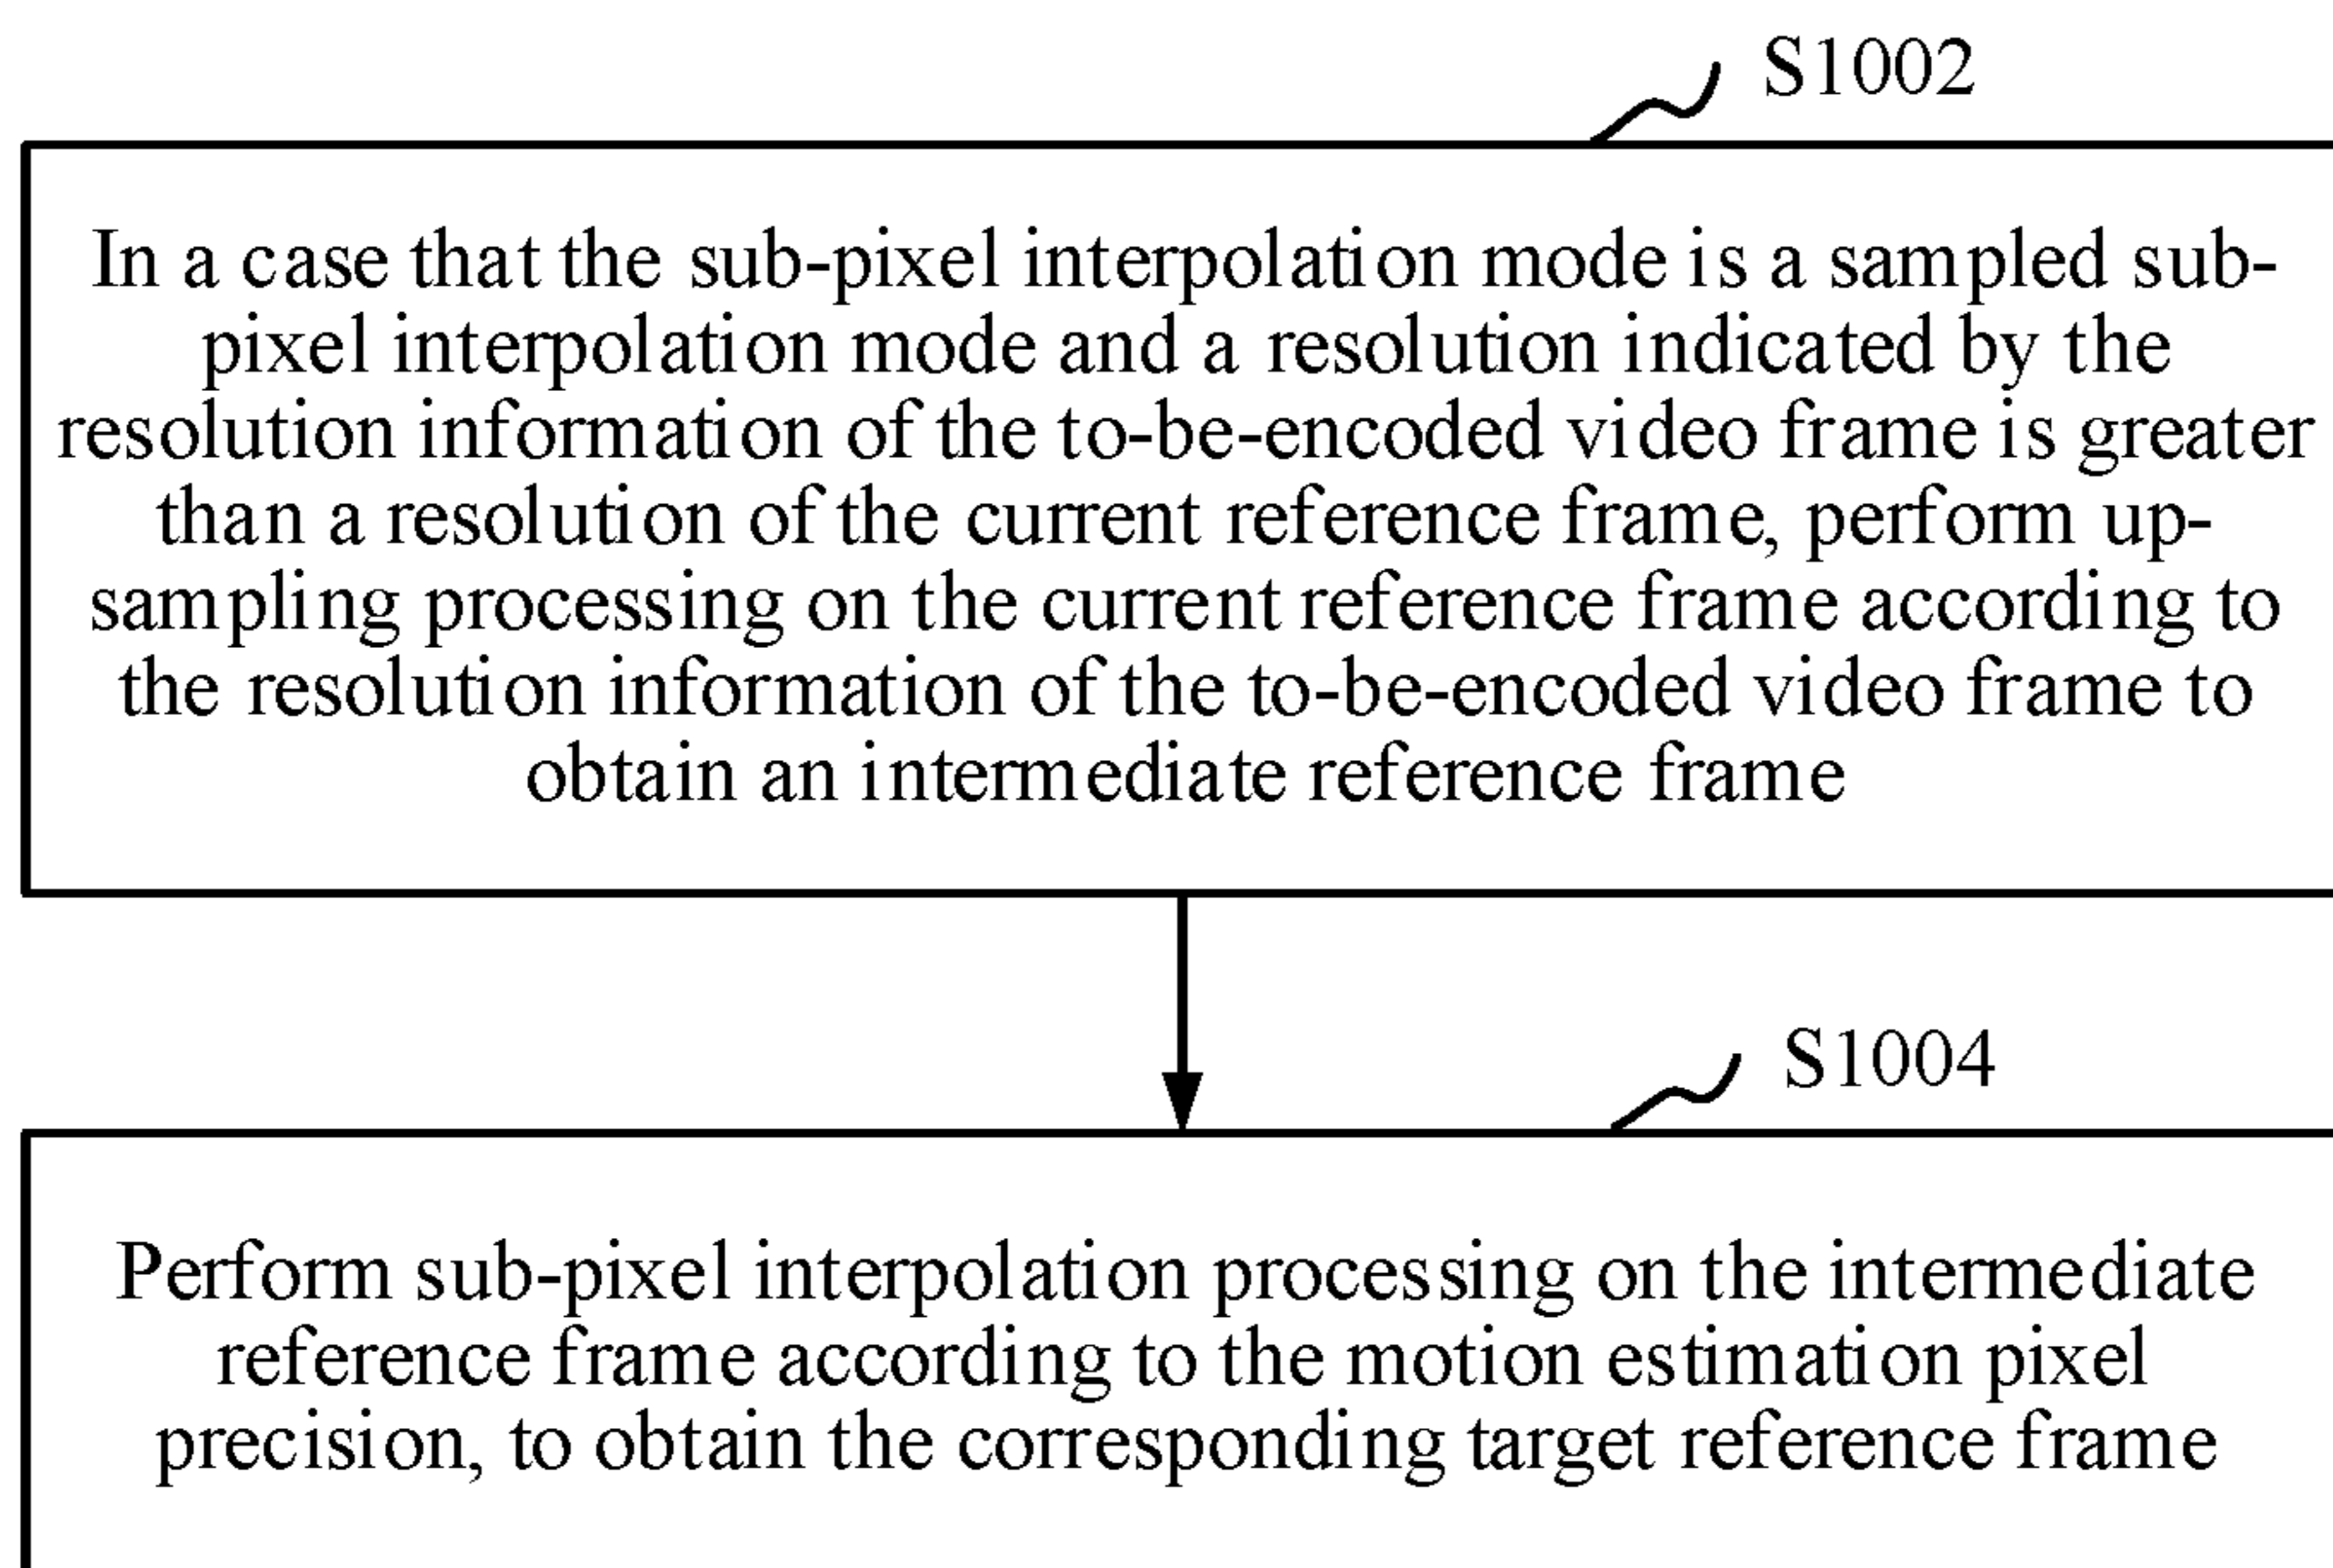 S1002
In a case that the sub-pixel interpolation mode is a sampled sub-
pixel interpolation mode and a resolution indicated by the
resolution information of the to-be-encoded video frame is greater
than a resolution of the current reference frame, perform up-
sampling processing on the current reference frame according to
the resolution information of the to-be-encoded video frame to
obtain an intermediate reference frame
S1004
Perform sub-pixel interpolation processing on the intermediate
reference frame according to the motion estimation pixel
precision, to obtain the corresponding target reference frame